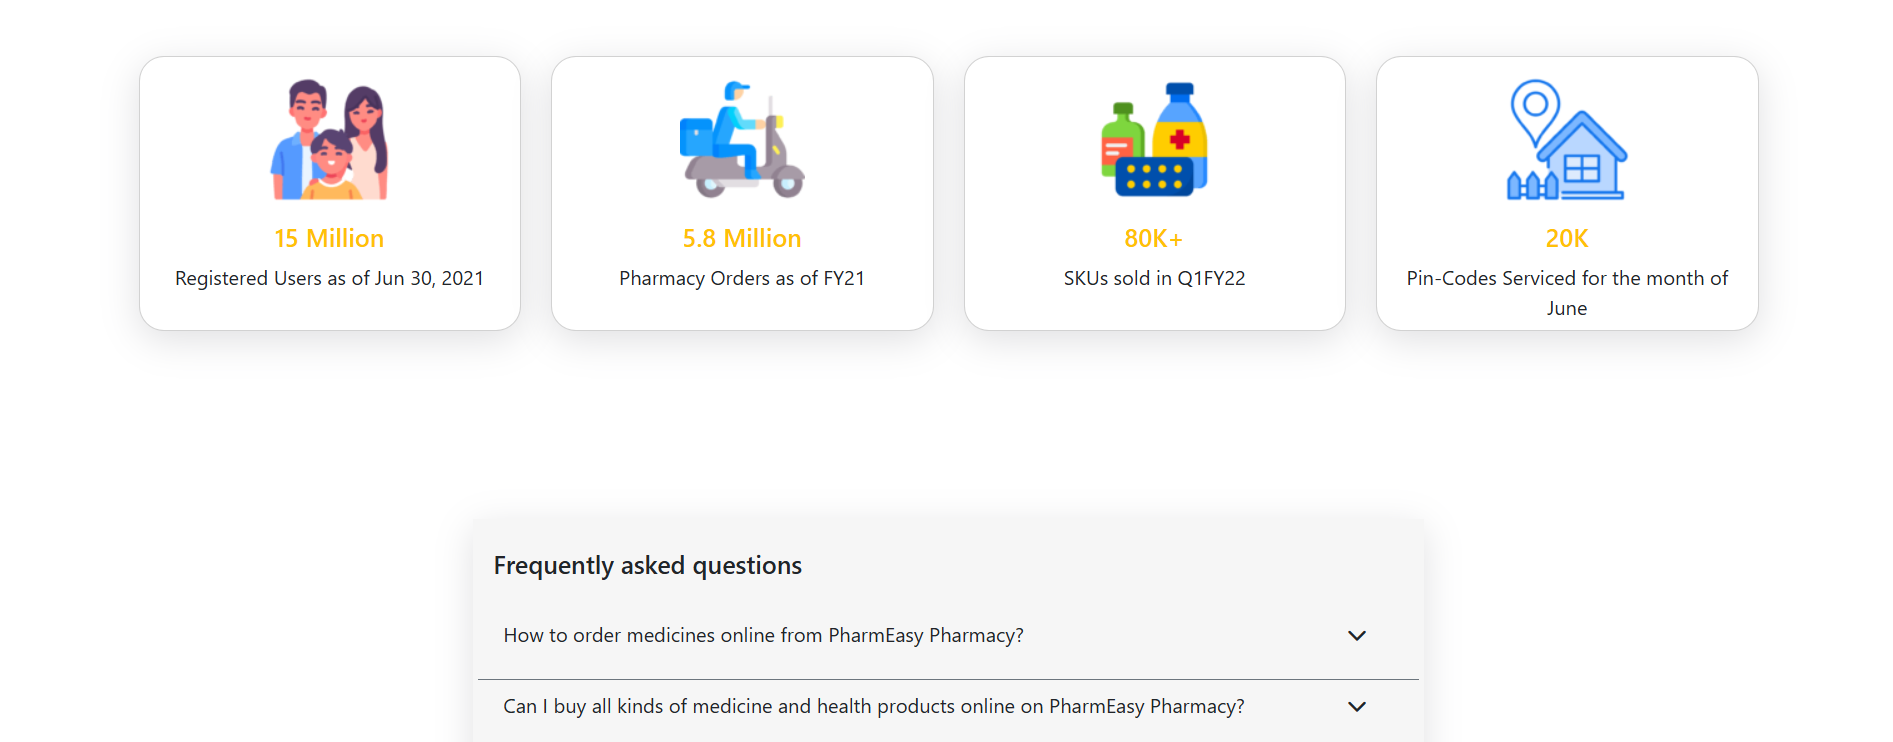 15 Million
Registered Users as of Jun 30, 2021
5.8 Million
Pharmacy Orders as of FY21
80K+
SKUs sold in Q1FY22
20K
Pin-Codes Serviced for the month of
June
Frequently asked questions
How to order medicines online from PharmEasy Pharmacy?
Can I buy all kinds of medicine and health products online on PharmEasy Pharmacy?